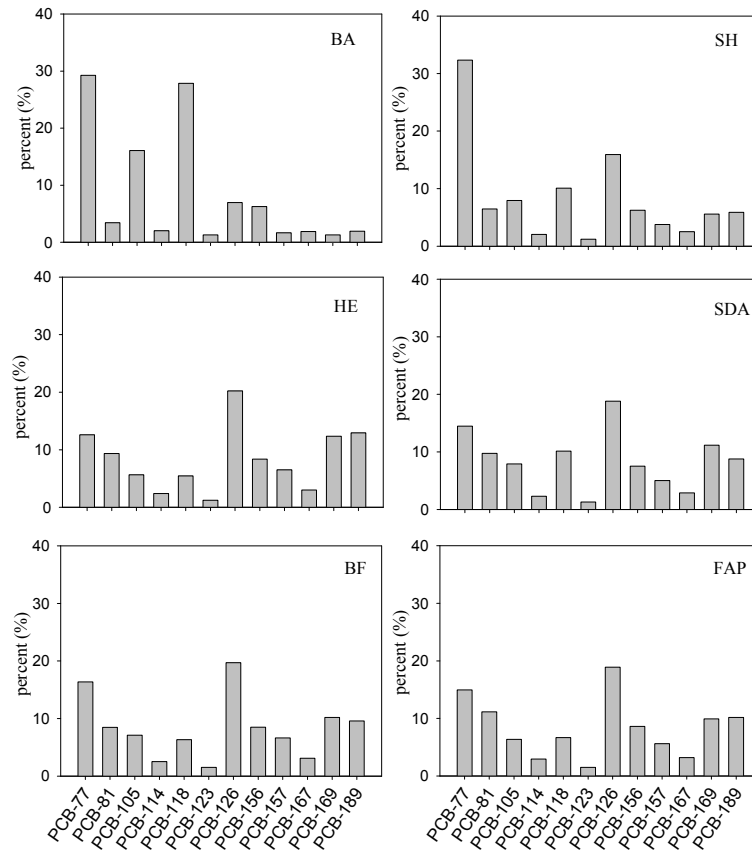 40
30
20
10
0
percent (%)
BA
40
30
20
10
0
percent (%)
SH
40
30
20
10
0
percent (%)
HE
40
30
20
10
0
percent (%)
SDA
40
30
20
10
0
percent (%)
BF
PCB-77
PCB-81
PCB-105
PCB-114
PCB-118
PCB-123
PCB-126
PCB-156
PCB-157
PCB-167
PCB-169
PCB-189
40
30
20
10
0
percent (%)
FAP
PCB-77
PCB-81
PCB-105
PCB-114
PCB-118
PCB-123
PCB-126
PCB-156
PCB-157
PCB-167
PCB-169
PCB-189